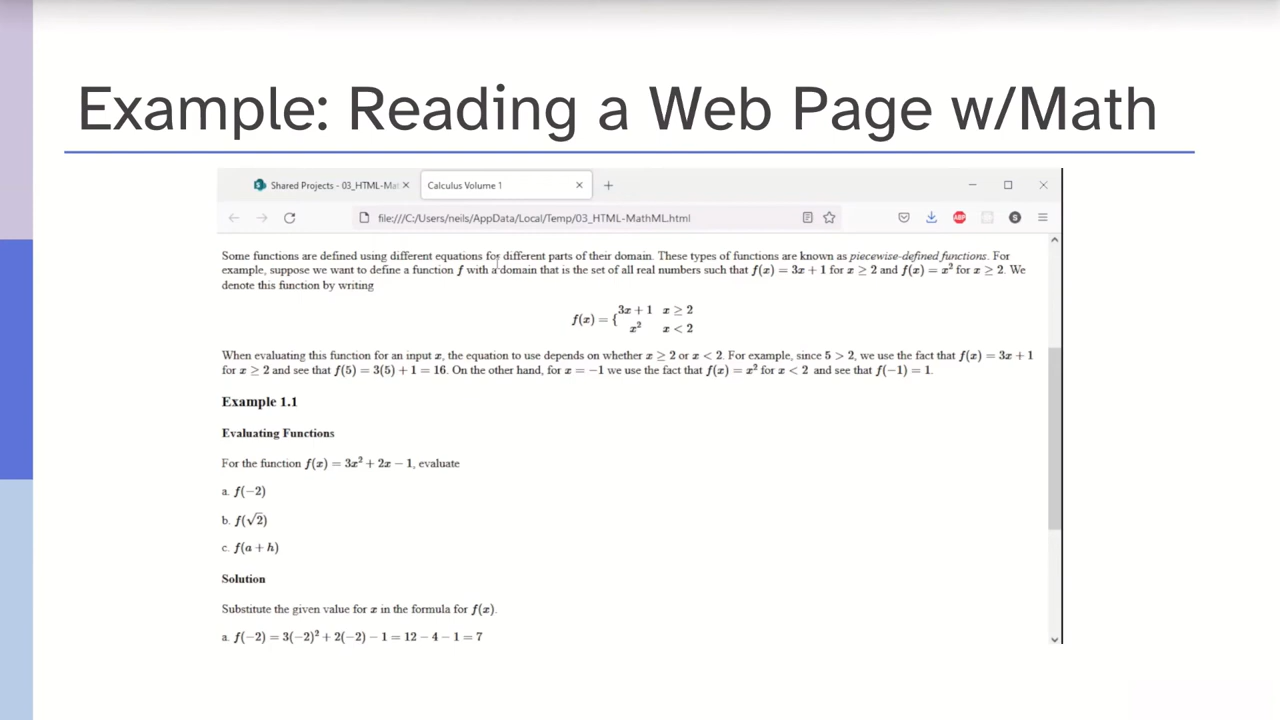 Example: Reading a Web Page w/Math
Shared Projects - 03_HTML-Mat
Calculus Volume 1
file:///C:/Users/neils/AppData/Local/Temp/03_HTML-MathML.html
ABP
S
Some functions are defined using different equations for different parts of their domain. These types of functions are known as piecewise-defined functions. For
example, suppose we want to define a function f with a domain that is the set of all real numbers such that f(x) = 3x + 1 for x ≥ 2 and f(x) = x² for x ≥ 2. We
denote this function by writing
f(x) = { 3x + 1 x ≥ 2
x² x < 2
When evaluating this function for an input x, the equation to use depends on whether x ≥ 2 or x < 2. For example, since 5 > 2, we use the fact that f(x) = 3x + 1
for x ≥ 2 and see that f(5) = 3(5) + 1 = 16. On the other hand, for x = −1 we use the fact that f(x) = x² for x < 2 and see that f(−1) = 1.
Example 1.1
Evaluating Functions
For the function f(x) = 3x² + 2x − 1, evaluate
a. f(−2)
b. f(√2)
c. f(a + h)
Solution
Substitute the given value for x in the formula for f(x).
a. f(−2) = 3(−2)² + 2(−2) − 1 = 12 − 4 − 1 = 7